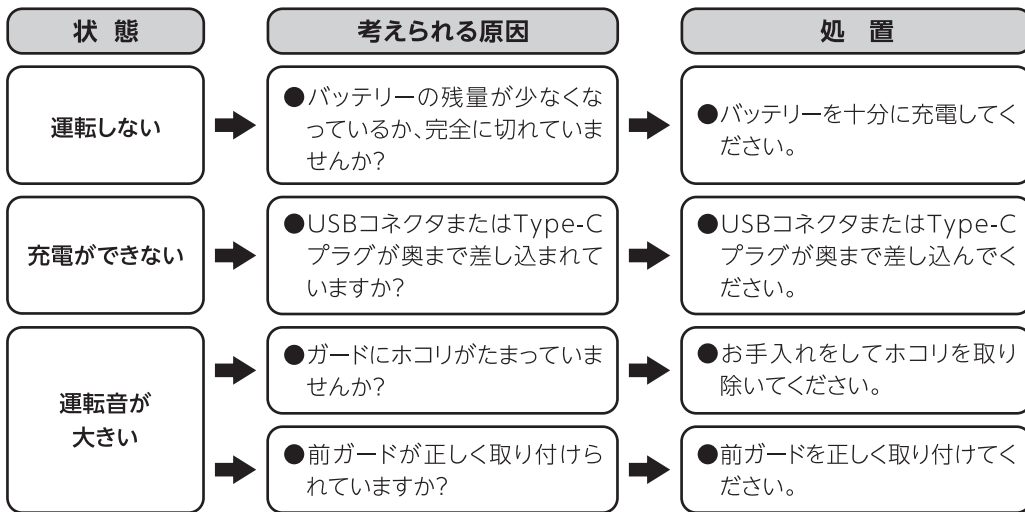 状 態
考えられる原因
処 置
運転しない
●バッテリーの残量が少なくな
っているか、完全に切れていま
せんか?
●バッテリーを十分に充電してく
ださい。
充電ができない
●USBコネクタまたはType-C
プラグが奥まで差し込まれて
いますか?
●USBコネクタまたはType-C
プラグが奥まで差し込んでく
ださい。
運転音が
大きい
●ガードにホコリがたまっていま
せんか?
●お手入れをしてホコリを取り
除いてください。
●前ガードが正しく取り付けら
れていますか?
●前ガードを正しく取り付けてく
ださい。